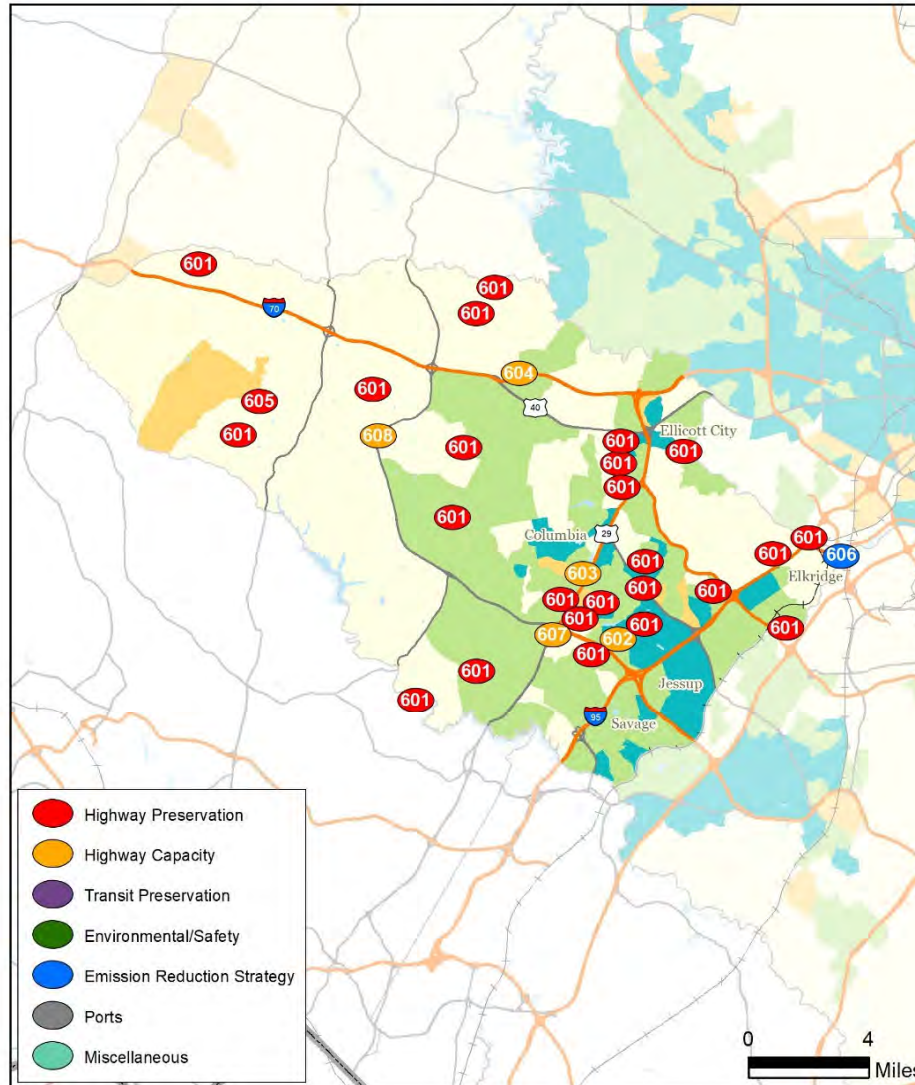 601
70
601
601
604
605
601
601
40
608
601
Ellicott City
601
601
601
601
601
Columbia
29
601
606
601
Elkridge
601
603
601
601
601
601
601
601
601
607
602
601
601
Jessup
601
95
Savage
Highway Preservation
Highway Capacity
Transit Preservation
Environmental/Safety
Emission Reduction Strategy
Ports
Miscellaneous
0 4
Miles